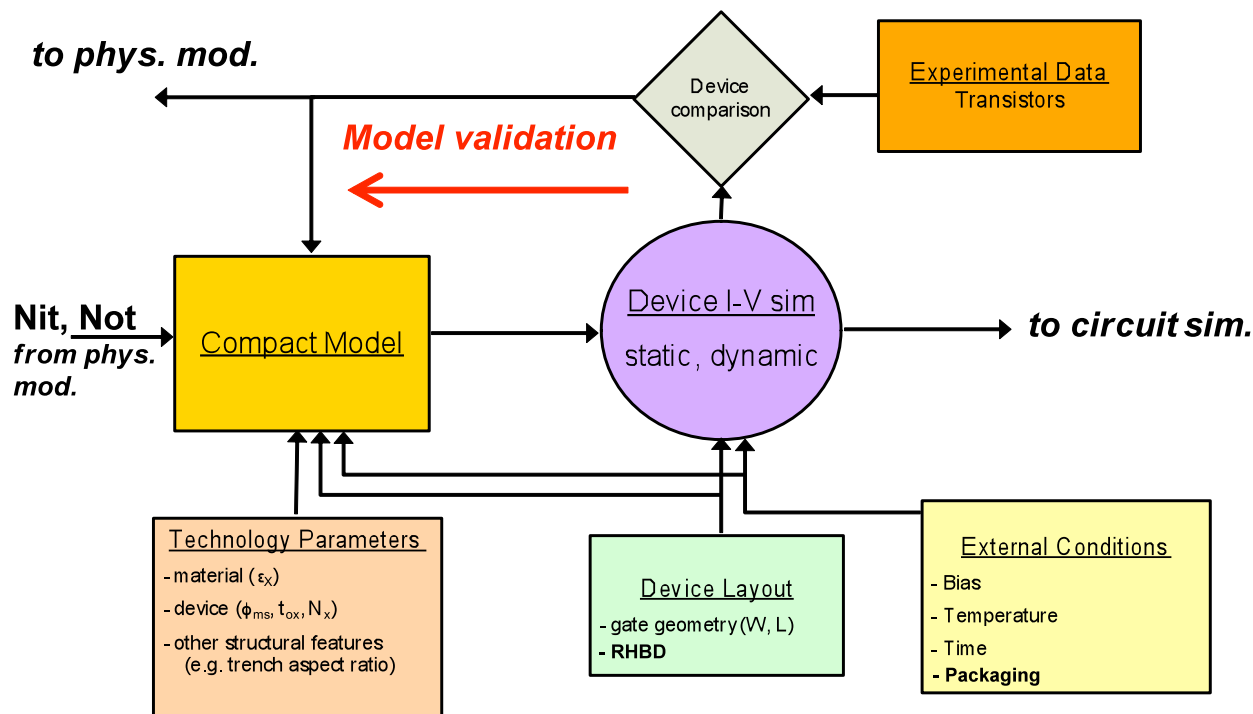 to phys. mod.
Device
comparison
Experimental Data
Transistors
Model validation
Nit, Not
from phys.
mod.
Compact Model
Device I-V sim
static, dynamic
to circuit sim.
Technology Parameters
- material (εX)
- device (ϕms, tox, Nx)
- other structural features
(e.g. trench aspect ratio)
Device Layout
- gate geometry (W, L)
- RHBD
External Conditions
- Bias
- Temperature
- Time
- Packaging